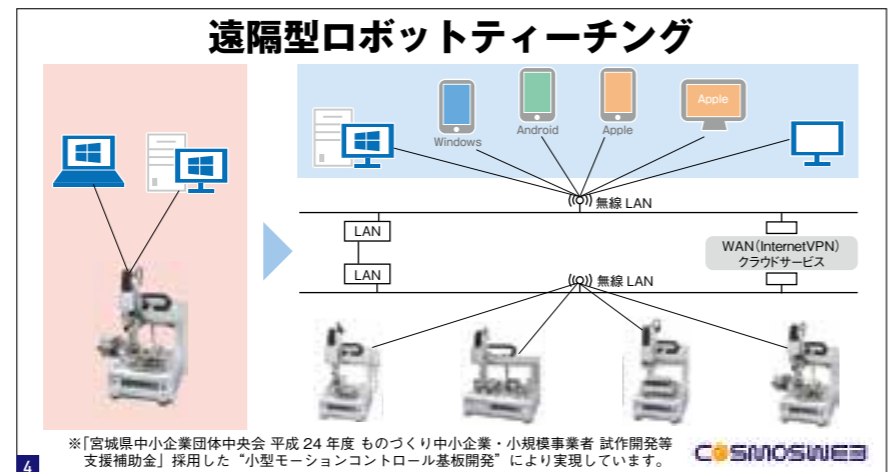 遠隔型ロボットティーチング
Windows
Android
Apple
Apple
無線 LAN
LAN
WAN(InternetVPN)
クラウドサービス
LAN
無線 LAN
※「宮城県中小企業団体中央会 平成 24 年度 ものづくり中小企業・小規模事業者 試作開発等
支援補助金」採用した“小型モーションコントロール基板開発”により実現しています。
COSMOSWEB
4